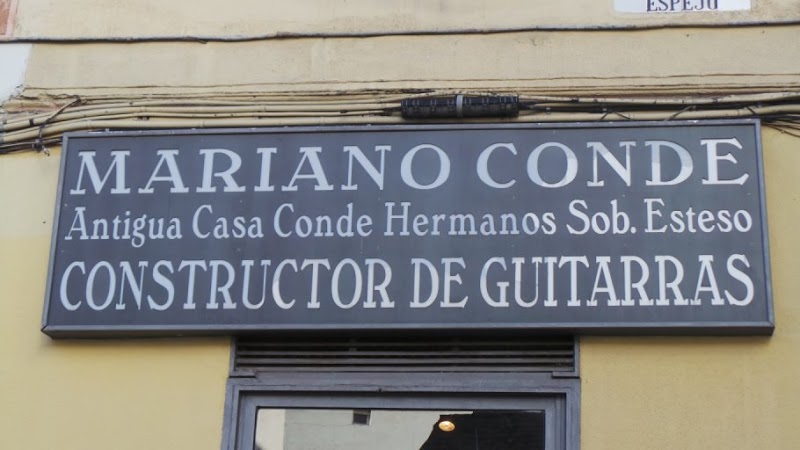 ESPEJO
MARIANO CONDE
Antigua Casa Conde Hermanos Sob. Esteso
CONSTRUCTOR DE GUITARRAS